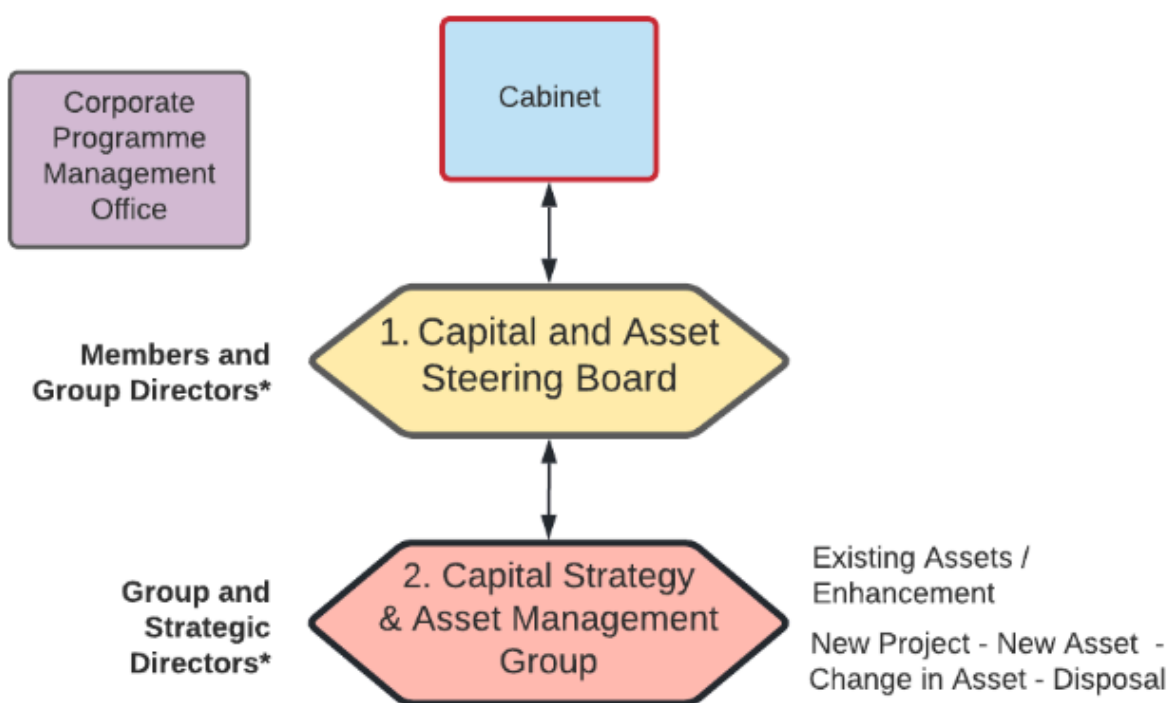 Cabinet
Corporate
Programme
Management
Office
1. Capital and Asset
Steering Board
Members and
Group Directors*
2. Capital Strategy
& Asset Management
Group
Group and
Strategic
Directors*
Existing Assets /
Enhancement
New Project - New Asset -
Change in Asset - Disposal